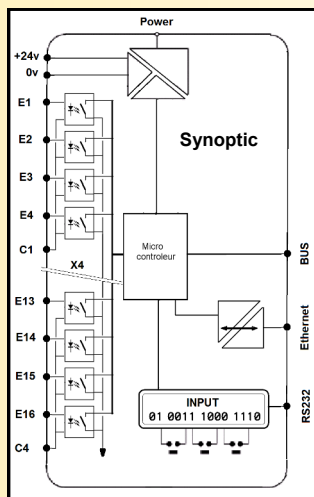 Power
+24v
0v
Synoptic
E1
E2
E3
E4
C1
X4
Micro
controleur
BUS
E13
E14
E15
E16
C4
Ethernet
RS232
INPUT
01 0011 1000 1110